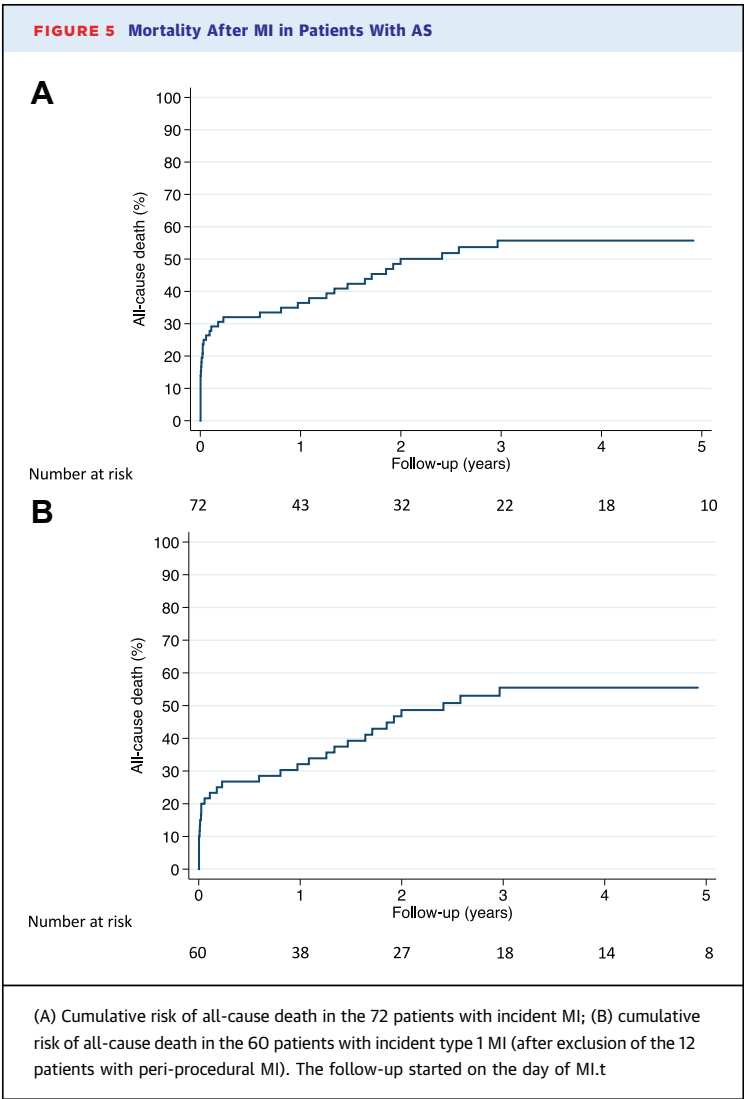 FIGURE 5 Mortality After MI in Patients With AS
A
100
90
80
70
60
50
40
30
20
10
0
All-cause death (%)
0 1 2 3 4 5
Follow-up (years)
Number at risk
72 43 32 22 18 10
B
100
90
80
70
60
50
40
30
20
10
0
All-cause death (%)
0 1 2 3 4 5
Follow-up (years)
Number at risk
60 38 27 18 14 8
(A) Cumulative risk of all-cause death in the 72 patients with incident MI; (B) cumulative
risk of all-cause death in the 60 patients with incident type 1 MI (after exclusion of the 12
patients with peri-procedural MI). The follow-up started on the day of MI.t